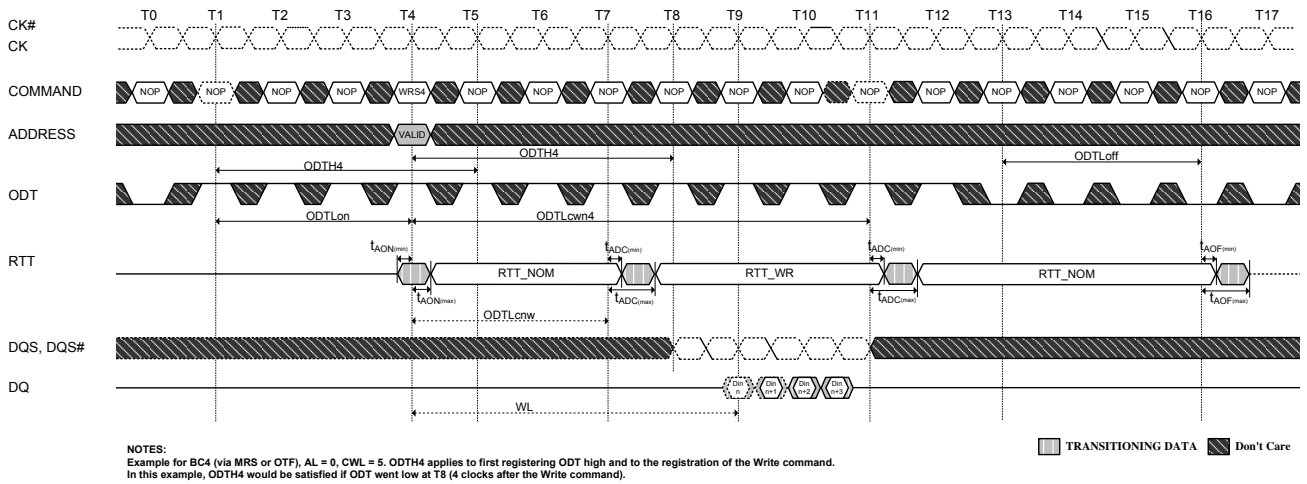 T0 T1 T2 T3 T4 T5 T6 T7 T8 T9 T10 T11 T12 T13 T14 T15 T16 T17
CK#
CK
COMMAND NOP NOP NOP NOP WRS4 NOP NOP NOP NOP NOP NOP NOP NOP NOP NOP NOP NOP NOP
ADDRESS VALID
ODTH4 ODTH4 ODTLoff
ODT
ODTLon ODTLcwn4
tAON(min) tADC(min) tADC(min) tAOF(min)
RTT RTT_NOM RTT_WR RTT_NOM
tAON(max) tADC(max) tADC(max) tAOF(max)
ODTLcnw
DQS, DQS#
DQ Din n Din n+1 Din n+2 Din n+3
WL
TRANSITIONING DATA Don't Care
NOTES:
Example for BC4 (via MRS or OTF), AL = 0, CWL = 5. ODTH4 applies to first registering ODT high and to the registration of the Write command.
In this example, ODTH4 would be satisfied if ODT went low at T8 (4 clocks after the Write command).